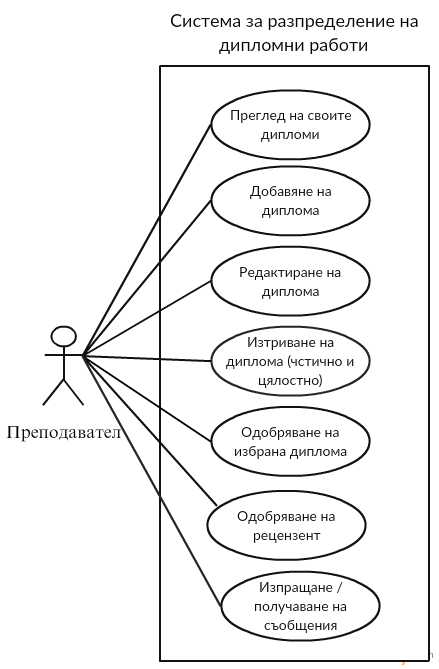 Система за разпределение на
дипломни работи
Преглед на своите
дипломи
Добавяне на
диплома
Редактиране на
диплома
Изтриване на
диплома (чстично и
цялостно)
Преподавател
Одобряване на
избрана диплома
Одобряване на
рецензент
Изпращане /
получаване на
съобщения